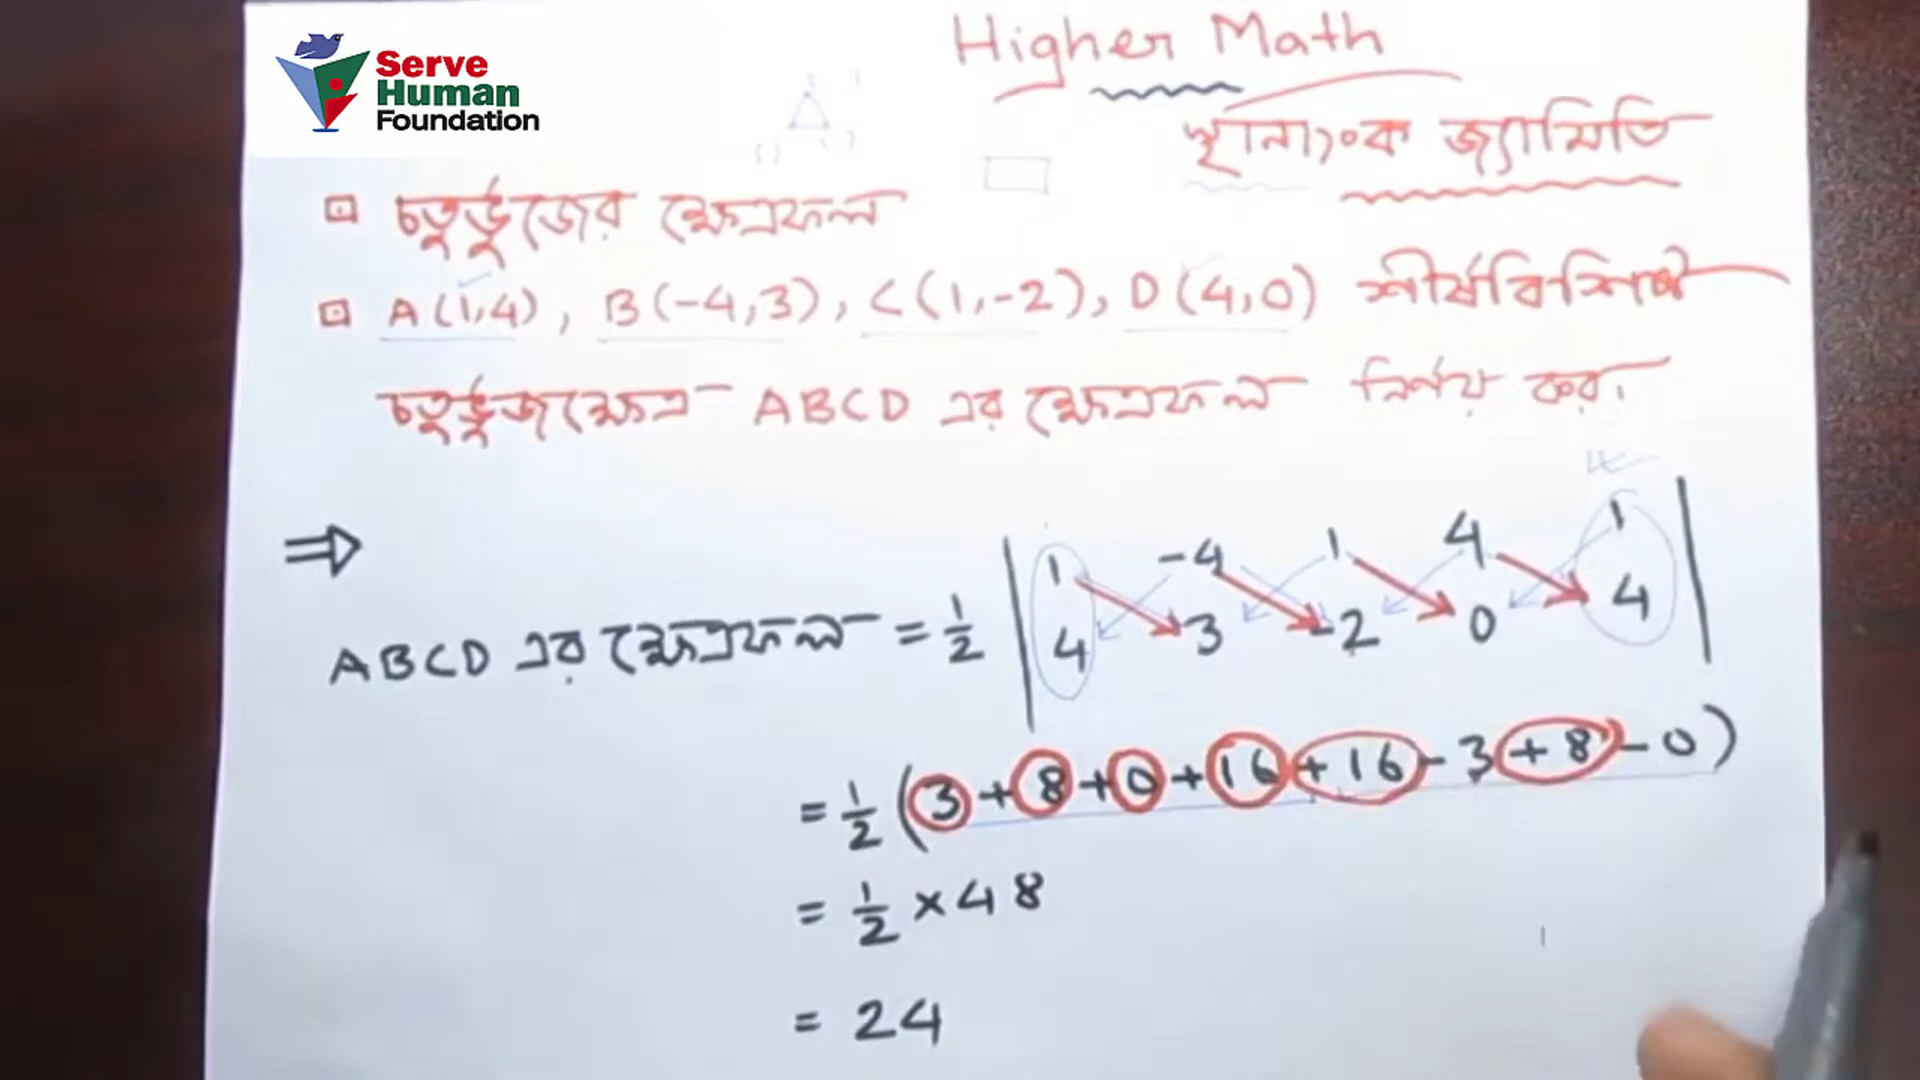 Serve
Human
Foundation
Higher Math
স্থানাংক জ্যামিতি
চতুর্ভুজের ক্ষেত্রফল
A(1,4), B(-4,3), C(1,-2), D(4,0) শীর্ষবিশিষ্ট
চতুর্ভুজক্ষেত্র ABCD এর ক্ষেত্রফল নির্ণয় কর।
⇒
ABCD এর ক্ষেত্রফল = 1/2 | 1 -4 1 4 1
4 3 -2 0 4 |
= 1/2 (3+8+0+16+16-3+8-0)
= 1/2 × 48
= 24